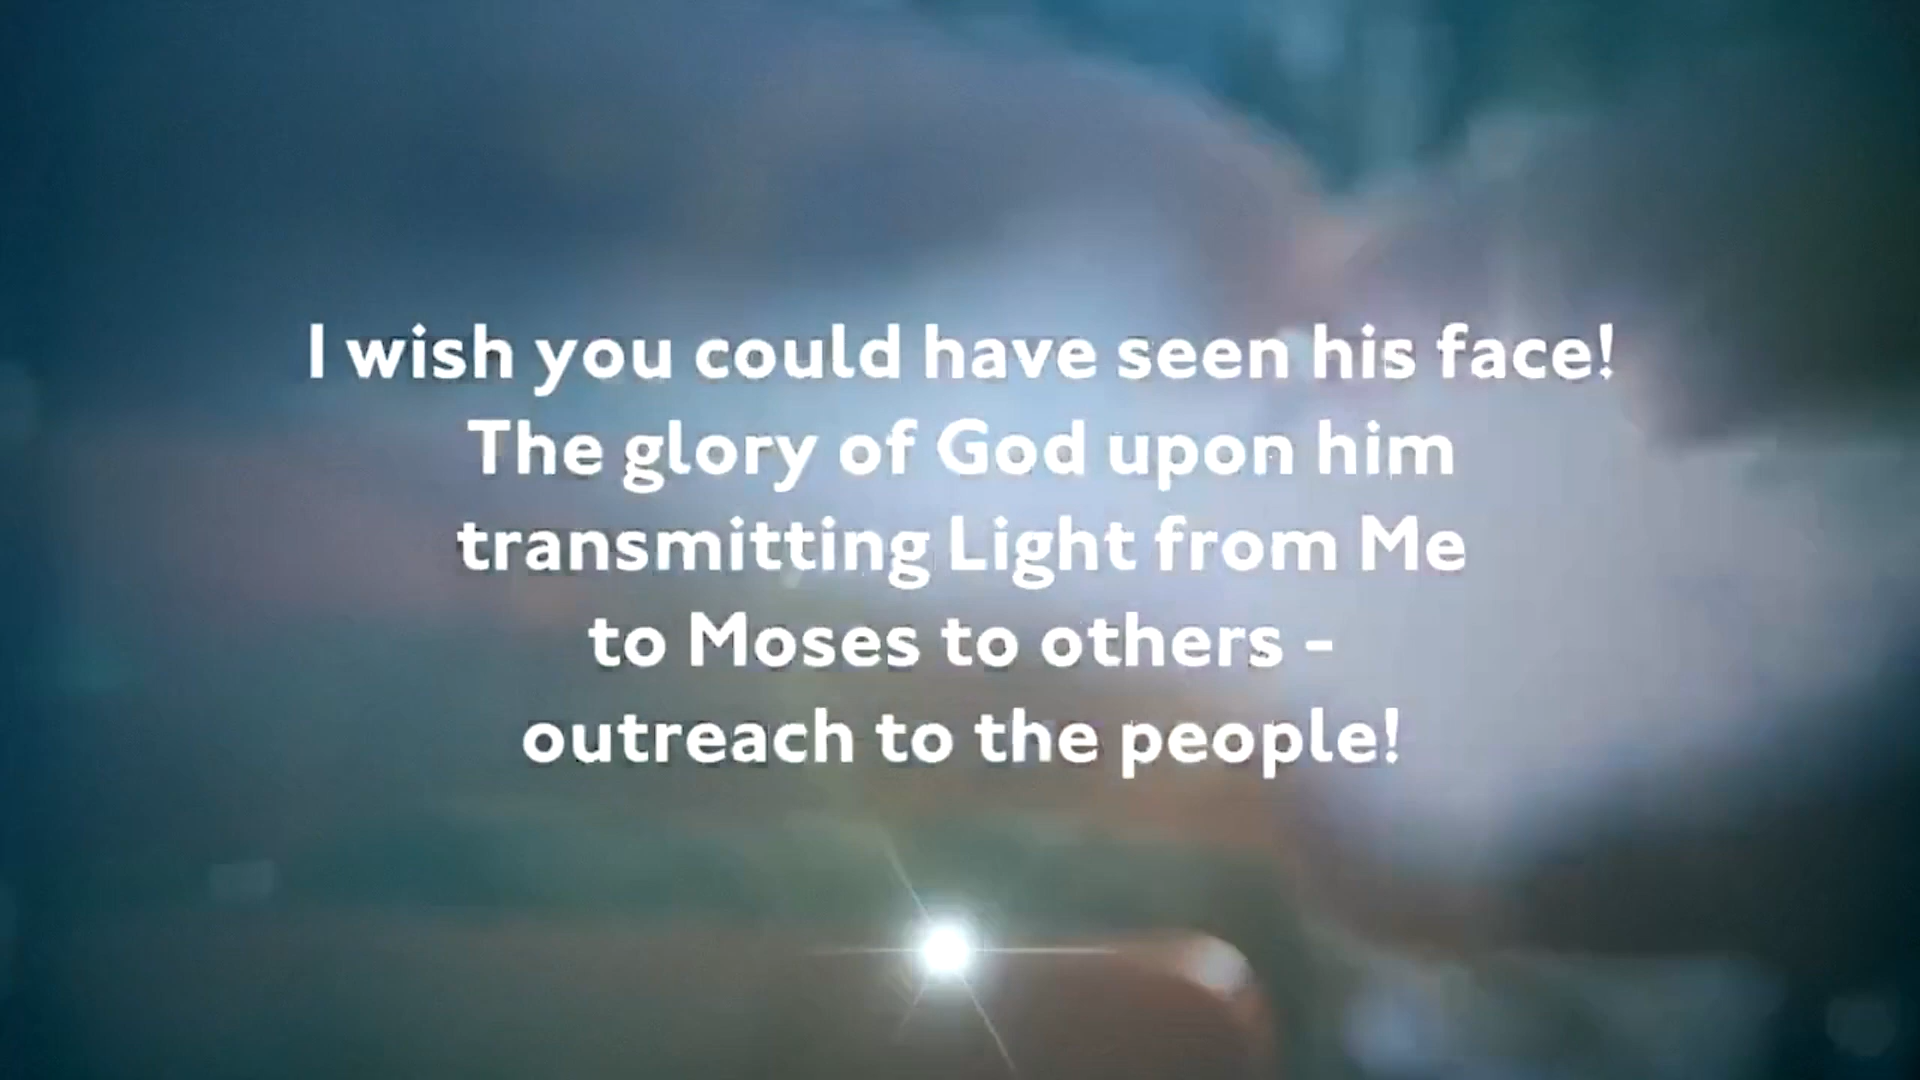 I wish you could have seen his face!
The glory of God upon him
transmitting Light from Me
to Moses to others -
outreach to the people!